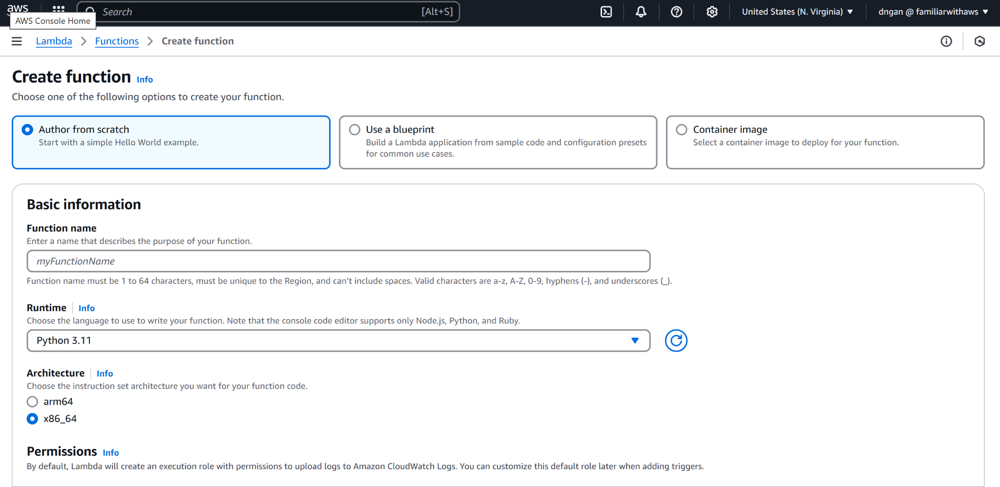 aws
Search
[Alt+S]
United States (N. Virginia)
dngan @ familiarwithaws
AWS Console Home
Lambda
Functions
Create function
Create function
Info
Choose one of the following options to create your function.
Author from scratch
Start with a simple Hello World example.
Use a blueprint
Build a Lambda application from sample code and configuration presets
for common use cases.
Container image
Select a container image to deploy for your function.
Basic information
Function name
Enter a name that describes the purpose of your function.
myFunctionName
Function name must be 1 to 64 characters, must be unique to the Region, and can't include spaces. Valid characters are a-z, A-Z, 0-9, hyphens (-), and underscores (_).
Runtime
Info
Choose the language to use to write your function. Note that the console code editor supports only Node.js, Python, and Ruby.
Python 3.11
Architecture
Info
Choose the instruction set architecture you want for your function code.
arm64
x86_64
Permissions
Info
By default, Lambda will create an execution role with permissions to upload logs to Amazon CloudWatch Logs. You can customize this default role later when adding triggers.